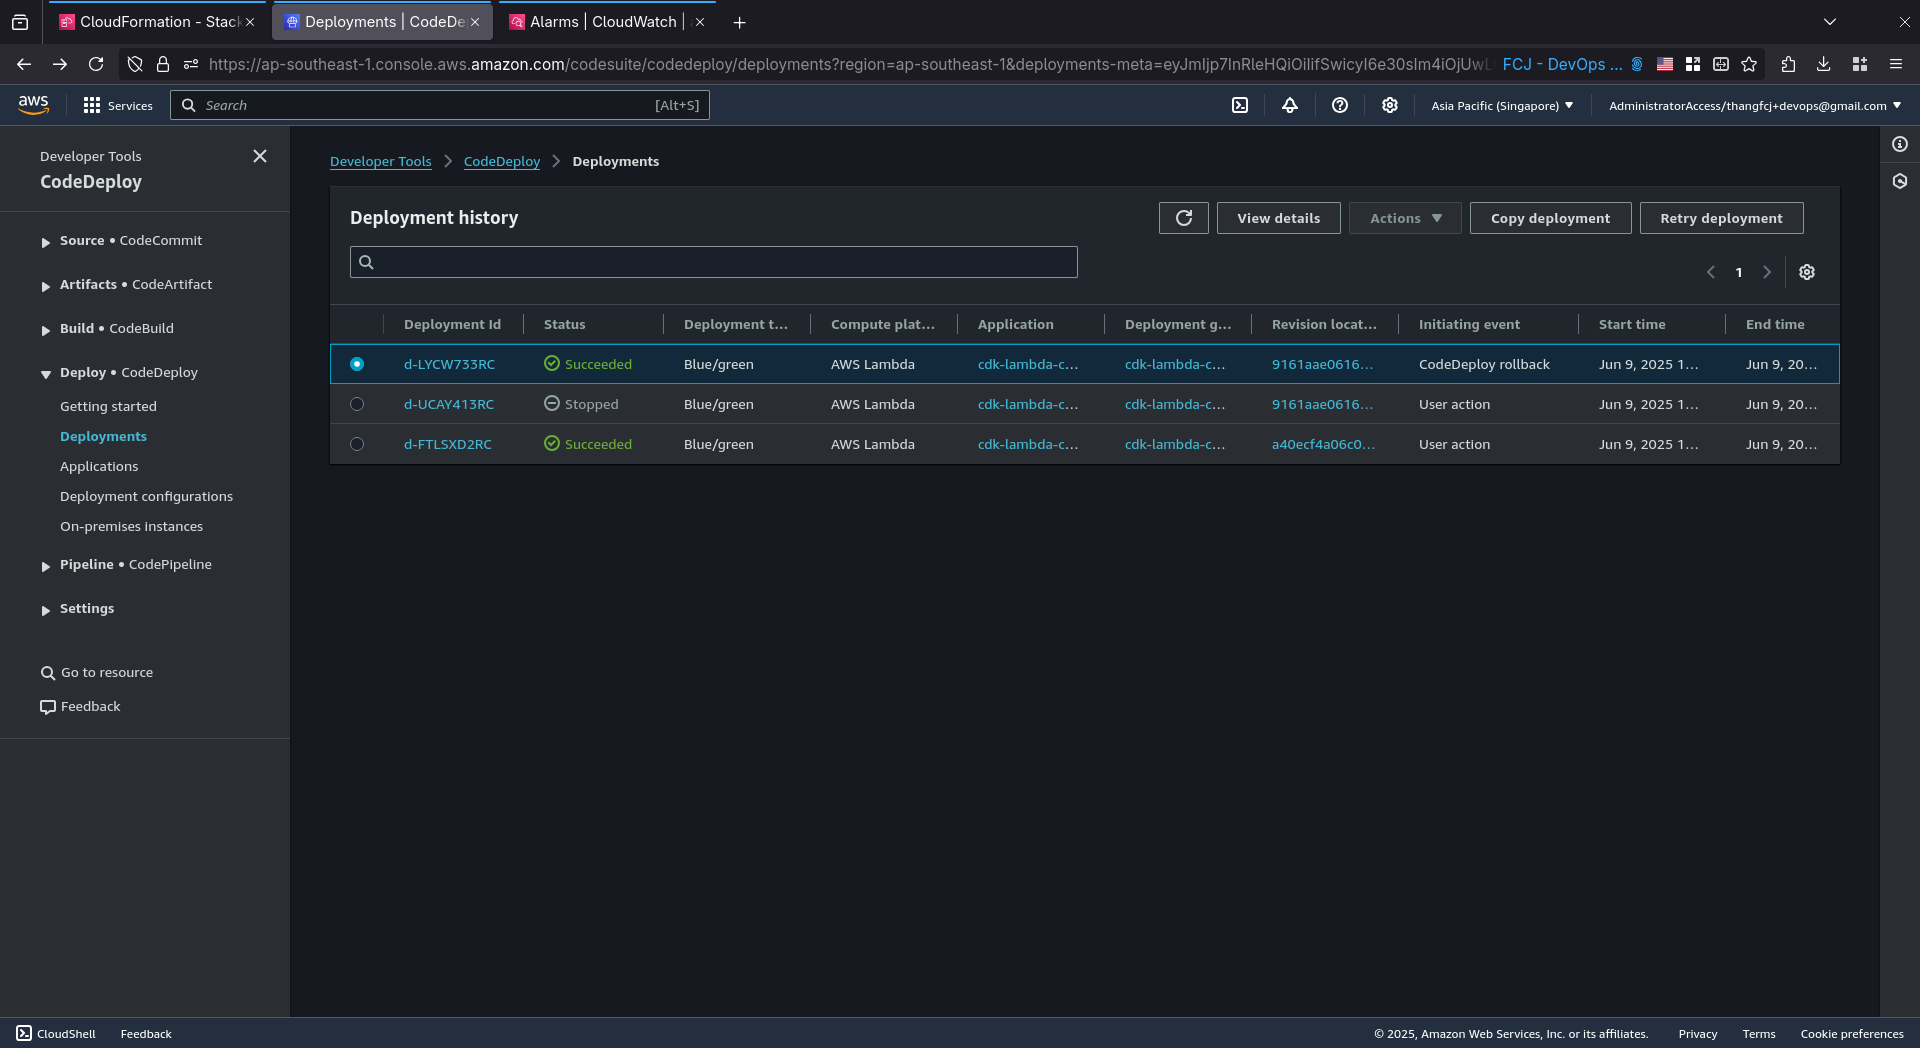 CloudFormation - Stack
Deployments | CodeDe
Alarms | CloudWatch |
https://ap-southeast-1.console.aws.amazon.com/codesuite/codedeploy/deployments?region=ap-southeast-1&deployments-meta=
FCJ - DevOps ...
aws
Services
Search
[Alt+S]
Asia Pacific (Singapore)
AdministratorAccess/thangfcj+devops@gmail.com
Developer Tools
CodeDeploy
Source • CodeCommit
Artifacts • CodeArtifact
Build • CodeBuild
Deploy • CodeDeploy
Getting started
Deployments
Applications
Deployment configurations
On-premises instances
Pipeline • CodePipeline
Settings
Go to resource
Feedback
Developer Tools > CodeDeploy > Deployments
Deployment history
View details
Actions
Copy deployment
Retry deployment
1
Deployment Id Status Deployment t... Compute plat... Application Deployment g... Revision locat... Initiating event Start time End time
d-LYCW733RC Succeeded Blue/green AWS Lambda cdk-lambda-c... cdk-lambda-c... 9161aae0616... CodeDeploy rollback Jun 9, 2025 1... Jun 9, 20...
d-UCAY413RC Stopped Blue/green AWS Lambda cdk-lambda-c... cdk-lambda-c... 9161aae0616... User action Jun 9, 2025 1... Jun 9, 20...
d-FTLSXD2RC Succeeded Blue/green AWS Lambda cdk-lambda-c... cdk-lambda-c... a40ecf4a06c0... User action Jun 9, 2025 1... Jun 9, 20...
CloudShell
Feedback
© 2025, Amazon Web Services, Inc. or its affiliates.
Privacy
Terms
Cookie preferences